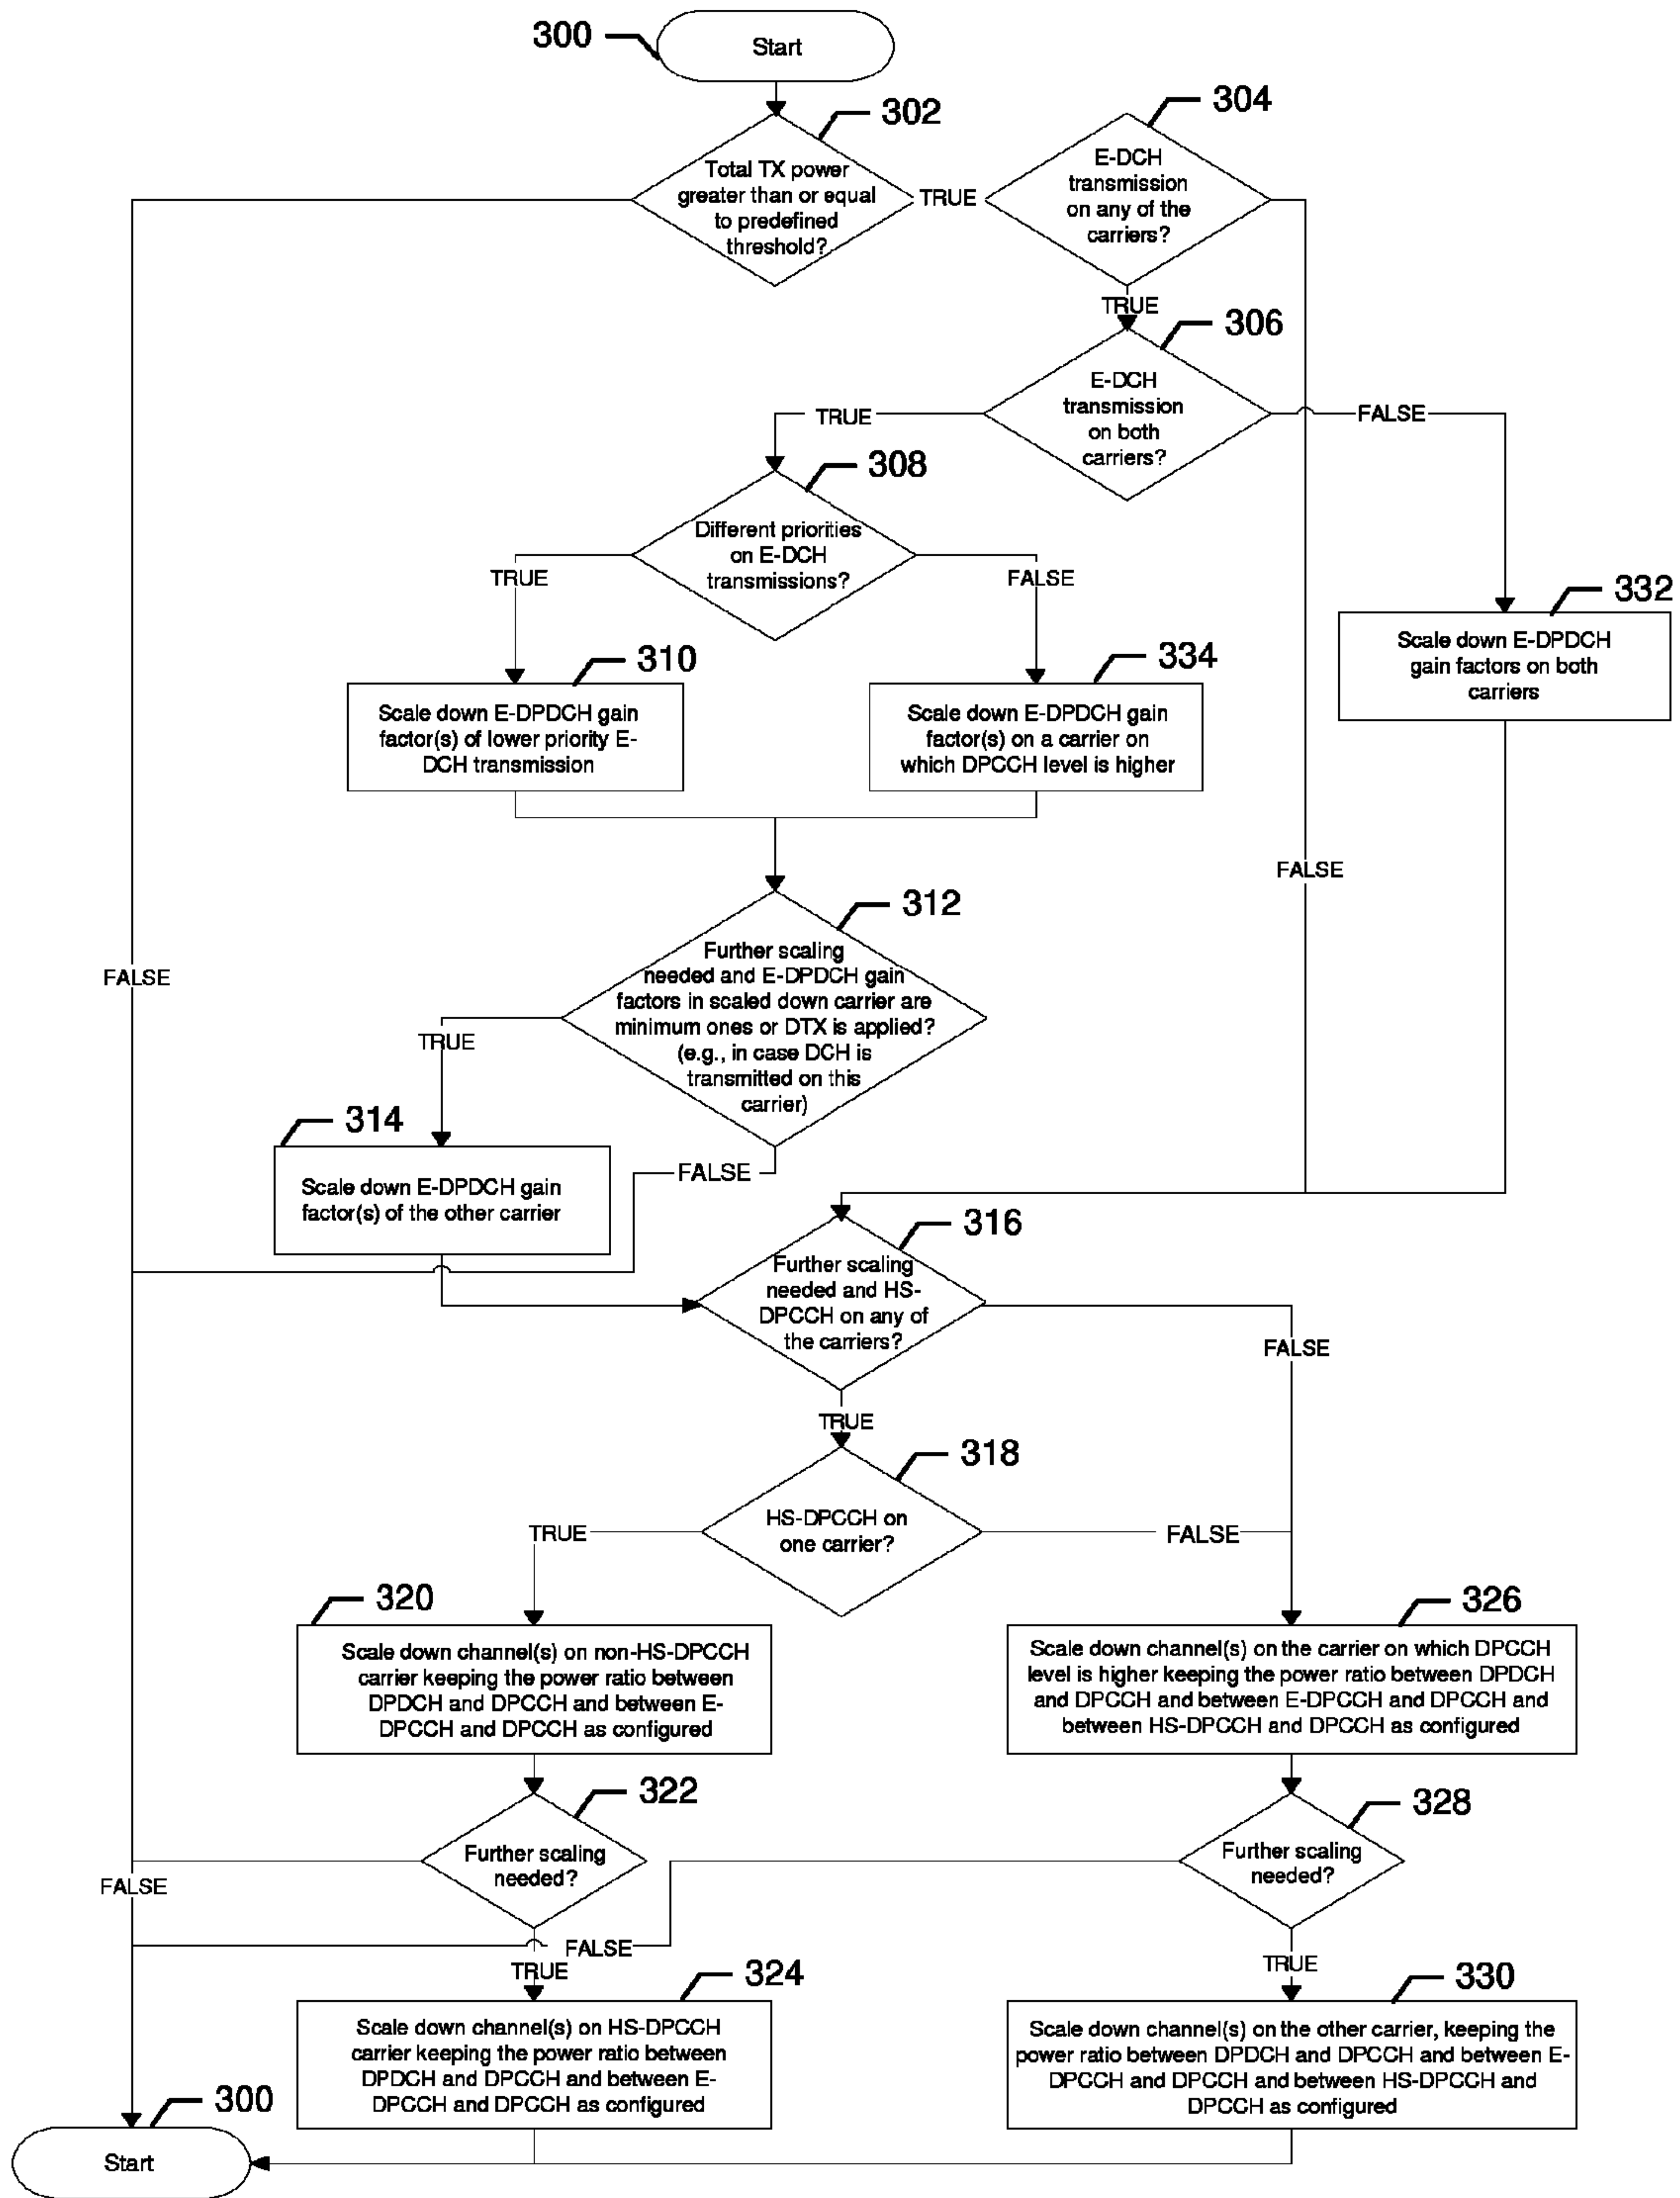 300
Start
302
304
Total TX power
greater than or equal
to predefined
threshold?
TRUE
E-DCH
transmission
on any of the
carriers?
TRUE
306
E-DCH
transmission
on both
carriers?
TRUE
FALSE
308
Different priorities
on E-DCH
transmissions?
TRUE
FALSE
332
Scale down E-DPDCH
gain factors on both
carriers
310
334
Scale down E-DPDCH gain
factor(s) of lower priority E-
DCH transmission
Scale down E-DPDCH gain
factor(s) on a carrier on
which DPCCH level is higher
FALSE
312
Further scaling
needed and E-DPDCH gain
factors in scaled down carrier are
minimum ones or DTX is applied?
(e.g., in case DCH is
transmitted on this
carrier)
FALSE
TRUE
314
FALSE
Scale down E-DPDCH gain
factor(s) of the other carrier
316
Further scaling
needed and HS-
DPCCH on any of
the carriers?
FALSE
TRUE
318
HS-DPCCH on
one carrier?
TRUE
FALSE
320
326
Scale down channel(s) on non-HS-DPCCH
carrier keeping the power ratio between
DPDCH and DPCCH and between E-
DPCCH and DPCCH as configured
Scale down channel(s) on the carrier on which DPCCH
level is higher keeping the power ratio between DPDCH
and DPCCH and between E-DPCCH and DPCCH and
between HS-DPCCH and DPCCH as configured
322
328
Further scaling
needed?
Further scaling
needed?
FALSE
FALSE
TRUE
TRUE
324
330
Scale down channel(s) on HS-DPCCH
carrier keeping the power ratio between
DPDCH and DPCCH and between E-
DPCCH and DPCCH as configured
Scale down channel(s) on the other carrier, keeping the
power ratio between DPDCH and DPCCH and between E-
DPCCH and DPCCH and between HS-DPCCH and
DPCCH as configured
300
Start